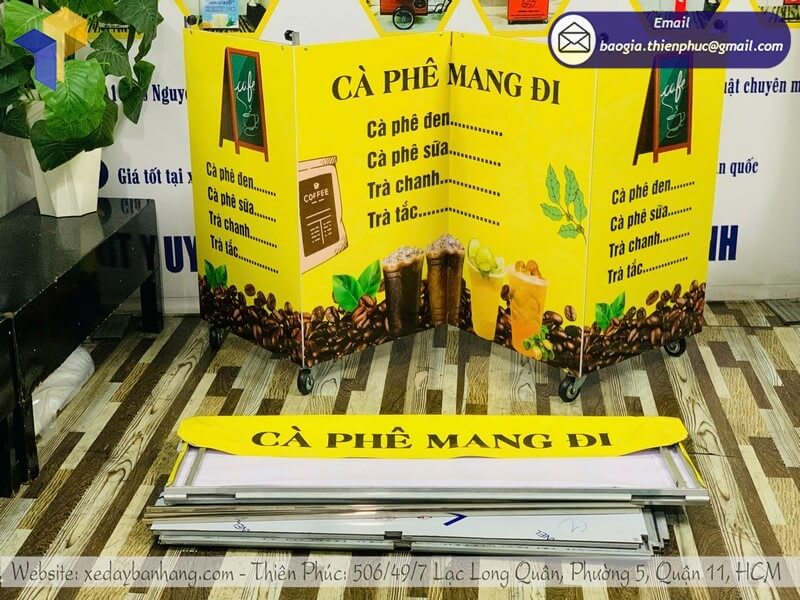 Email
baogia.thienphuc@gmail.com
CÀ PHÊ MANG ĐI
Cà phê đen..........
Cà phê sữa..........
Trà chanh..........
Trà tắc..........
cafe
Cà phê đen........
Cà phê sữa........
Trà chanh........
Trà tắc........
COFFEE
cafe
Cà phê đen........
Cà phê sữa........
Trà chanh........
Trà tắc........
Giá tốt tại
quốc
CÀ PHÊ MANG ĐI
Website: xedaybanhang.com - Thiên Phúc: 506/49/7 Lạc Long Quân, Phường 5, Quận 11, HCM